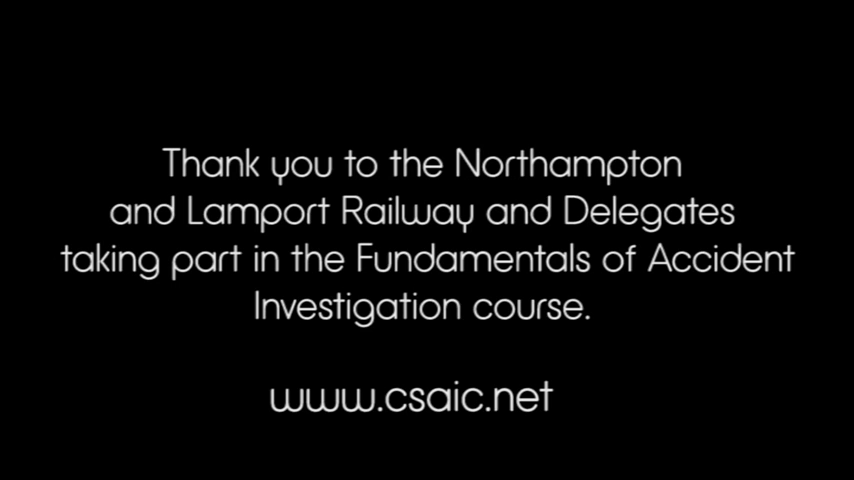 Thank you to the Northampton
and Lamport Railway and Delegates
taking part in the Fundamentals of Accident
Investigation course.
www.csaic.net